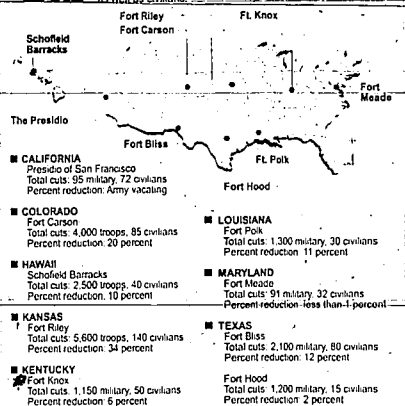 Fort Riley
Fort Carson
Ft. Knox
Schofield
Barracks
Fort
Meade
The Presidio
Fort Bliss
Ft. Polk
Fort Hood
■ CALIFORNIA
Presidio of San Francisco
Total cuts: 95 military, 72 civilians
Percent reduction: Army vacating
■ COLORADO
Fort Carson
Total cuts: 4,000 troops, 85 civilians
Percent reduction: 20 percent
■ HAWAII
Schofield Barracks
Total cuts: 2,500 troops, 40 civilians
Percent reduction, 10 percent
■ KANSAS
Fort Riley
Total cuts: 5,600 troops, 140 civilians
Percent reduction: 34 percent
■ KENTUCKY
Fort Knox
Total cuts: 1,150 military, 50 civilians
Percent reduction: 6 percent
■ LOUISIANA
Fort Polk
Total cuts: 1,300 military, 30 civilians
Percent reduction 11 percent
■ MARYLAND
Fort Meade
Total cuts: 91 military, 32 civilians
Percent reduction less than 1 percent
■ TEXAS
Fort Bliss
Total cuts: 2,100 military, 80 civilians
Percent reduction: 12 percent
Fort Hood
Total cuts: 1,200 military, 15 civilians
Percent reduction: 2 percent